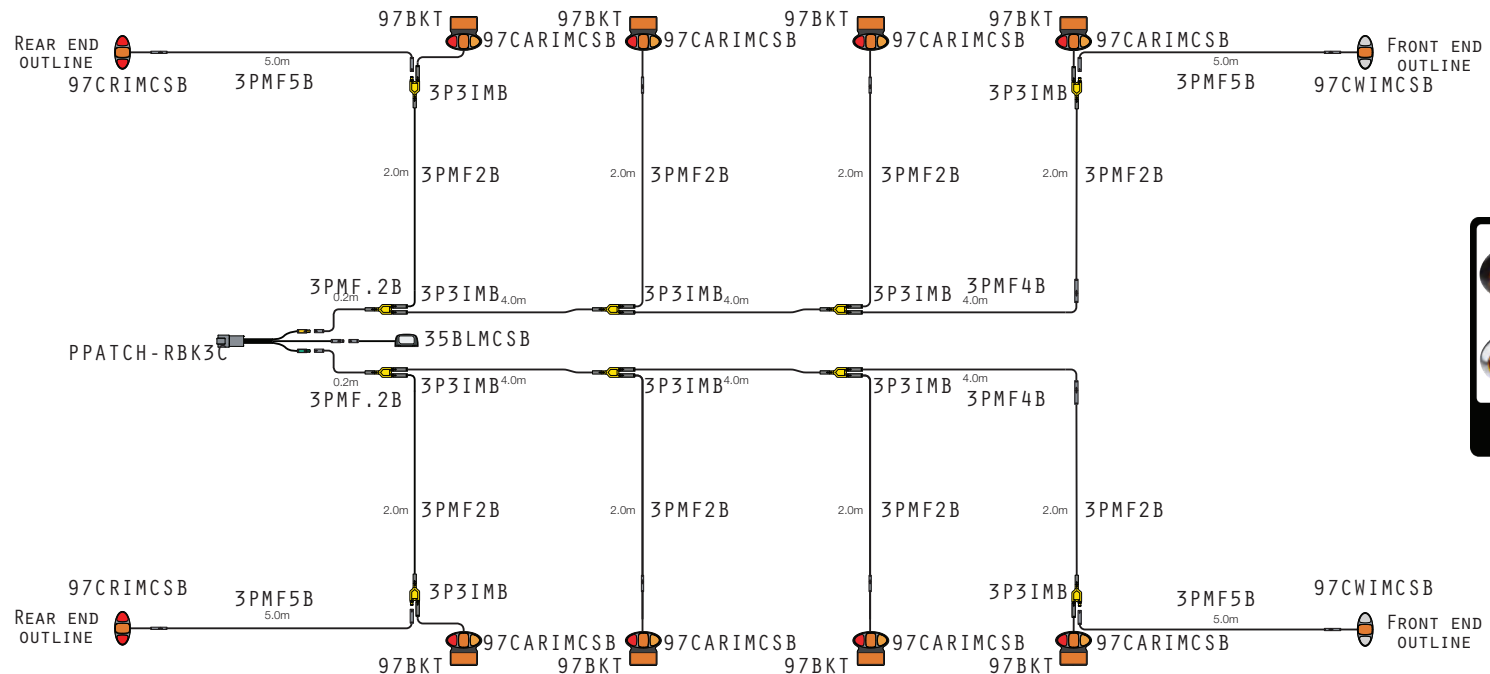 97BKT 97BKT 97BKT 97BKT
97CARIMCSB 97CARIMCSB 97CARIMCSB 97CARIMCSB
REAR END
OUTLINE
5.0m
97CRIMCSB
3PMF5B
3P3IMB
3P3IMB
5.0m
3PMF5B
FRONT END
OUTLINE
97CWIMCSB
2.0m 3PMF2B 2.0m 3PMF2B 2.0m 3PMF2B 2.0m 3PMF2B
3PMF.2B
0.2m
3P3IMB 4.0m 3P3IMB 4.0m 3P3IMB 4.0m
3PMF4B
PPATCH-RBK3C
35BLMCSB
0.2m
3PMF.2B
3P3IMB 4.0m 3P3IMB 4.0m 3P3IMB 4.0m
3PMF4B
2.0m 3PMF2B 2.0m 3PMF2B 2.0m 3PMF2B 2.0m 3PMF2B
97CRIMCSB
3PMF5B
5.0m
REAR END
OUTLINE
3P3IMB
3P3IMB
3PMF5B
5.0m
97CWIMCSB
FRONT END
OUTLINE
97CARIMCSB 97CARIMCSB 97CARIMCSB 97CARIMCSB
97BKT 97BKT 97BKT 97BKT